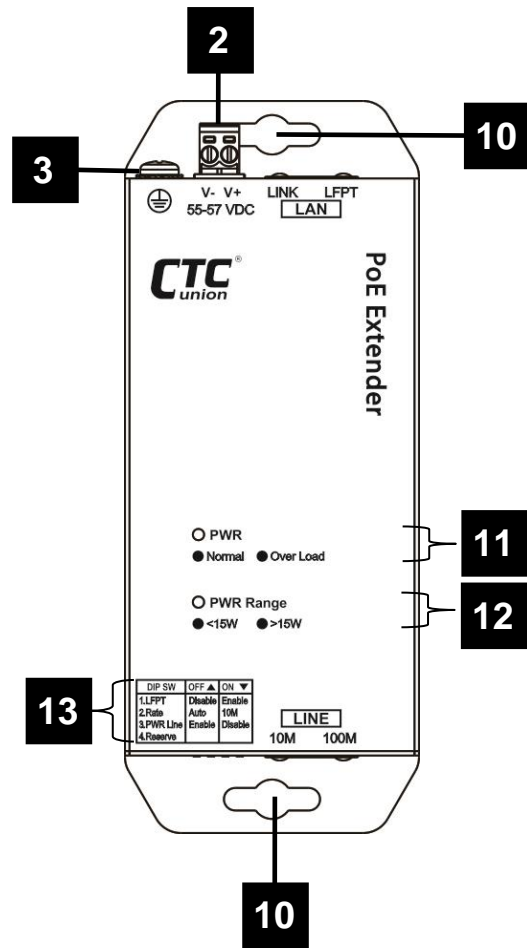 2
10
3
V- V+ LINK LFPT
55-57 VDC LAN
CTC®
union
PoE Extender
PWR
Normal Over Load
11
PWR Range
<15W >15W
12
13
DIP SW OFF ▲ ON ▼
1.LFPT Disable Enable
2.Rate Auto 10M
3.PWR Line Enable Disable
4.Reserve
LINE
10M 100M
10